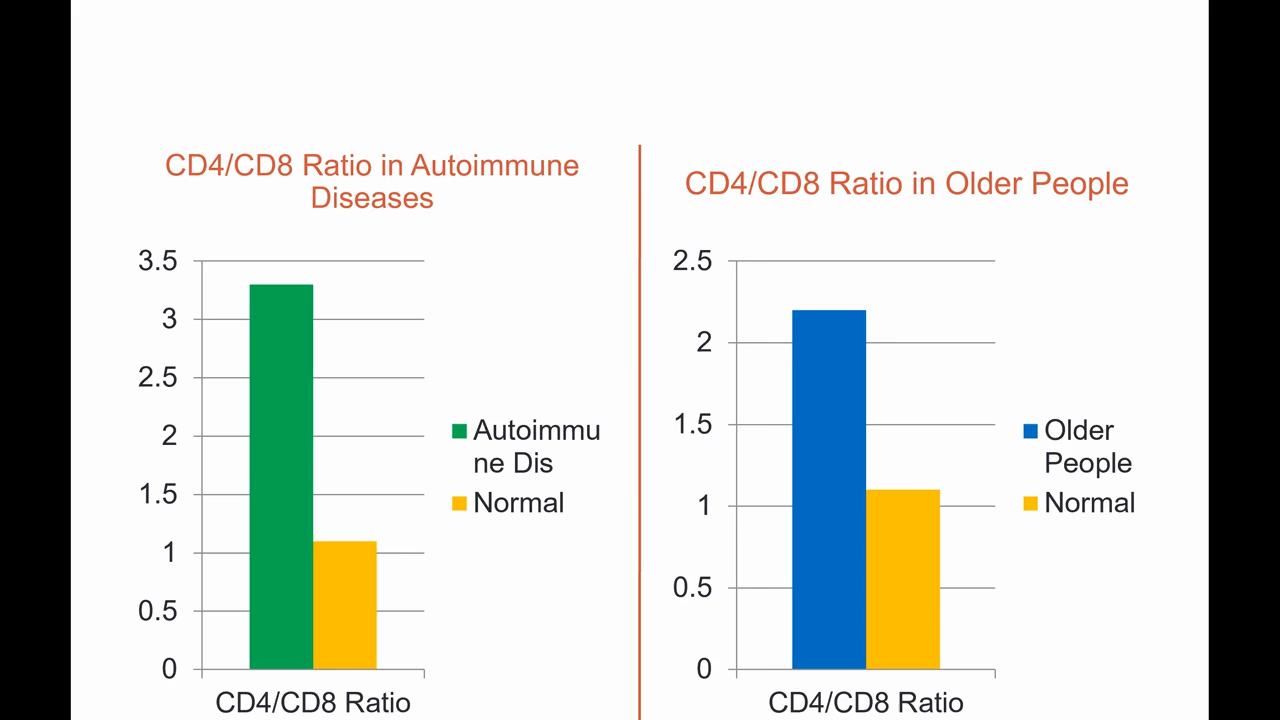 CD4/CD8 Ratio in Autoimmune
Diseases
3.5
3
2.5
2
1.5
1
0.5
0
CD4/CD8 Ratio
Autoimmu
ne Dis
Normal
CD4/CD8 Ratio in Older People
2.5
2
1.5
1
0.5
0
CD4/CD8 Ratio
Older
People
Normal